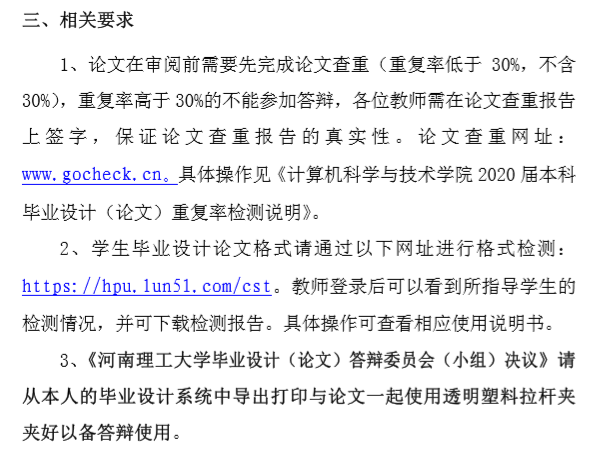 三、相关要求
1、论文在审阅前需要先完成论文查重（重复率低于 30%，不含
30%），重复率高于 30%的不能参加答辩，各位教师需在论文查重报告
上签字，保证论文查重报告的真实性。论文查重网址：
www.gocheck.cn。具体操作见《计算机科学与技术学院 2020 届本科
毕业设计（论文）重复率检测说明》。
2、学生毕业设计论文格式请通过以下网址进行格式检测：
https://hpu.lun51.com/cst。教师登录后可以看到所指导学生的
检测情况，并可下载检测报告。具体操作可查看相应使用说明书。
3、《河南理工大学毕业设计（论文）答辩委员会（小组）决议》请
从本人的毕业设计系统中导出打印与论文一起使用透明塑料拉杆夹
夹好以备答辩使用。